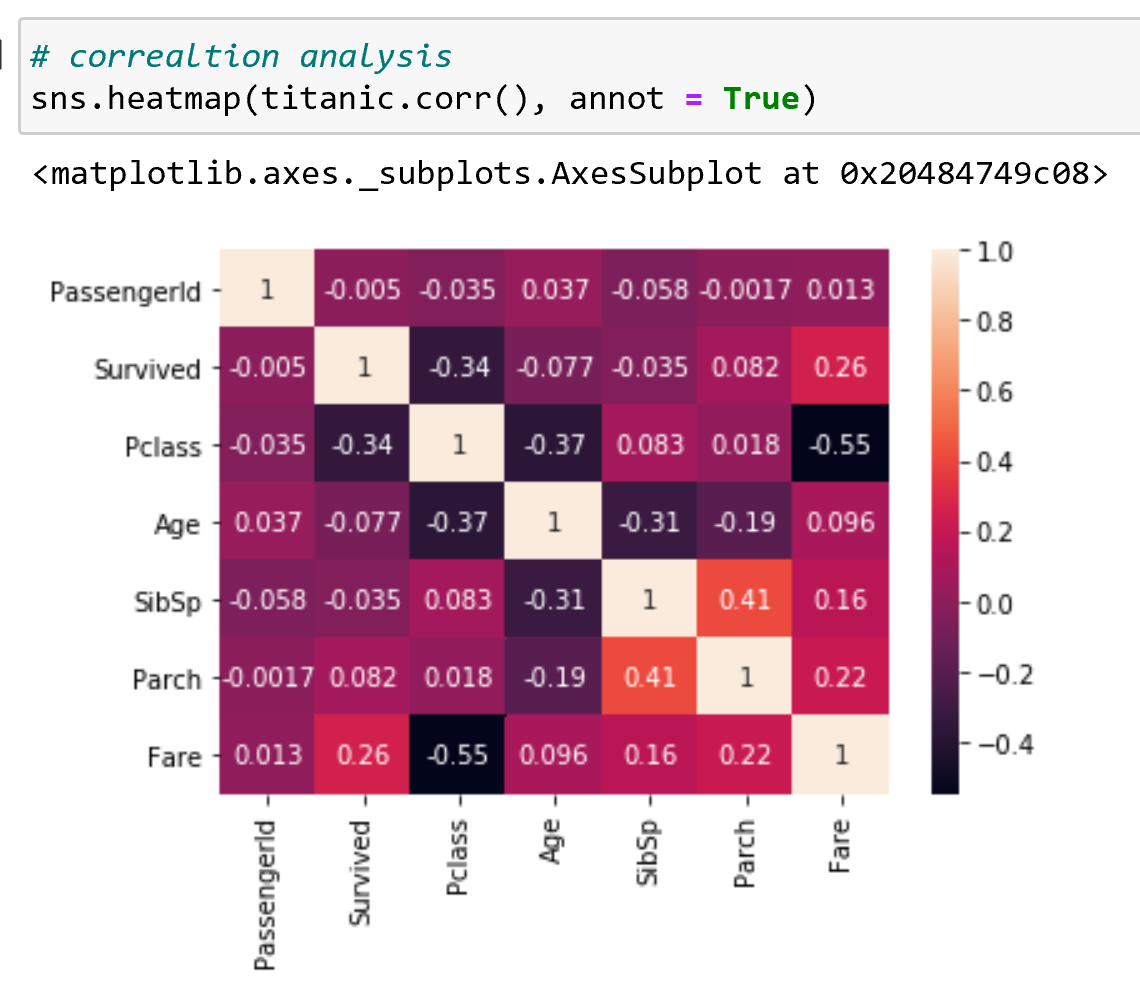 # correaltion analysis
sns.heatmap(titanic.corr(), annot = True)
<matplotlib.axes._subplots.AxesSubplot at 0x20484749c08>
PassengerId 1 -0.005 -0.035 0.037 -0.058 -0.0017 0.013
Survived -0.005 1 -0.34 -0.077 -0.035 0.082 0.26
Pclass -0.035 -0.34 1 -0.37 0.083 0.018 -0.55
Age 0.037 -0.077 -0.37 1 -0.31 -0.19 0.096
SibSp -0.058 -0.035 0.083 -0.31 1 0.41 0.16
Parch -0.0017 0.082 0.018 -0.19 0.41 1 0.22
Fare 0.013 0.26 -0.55 0.096 0.16 0.22 1
PassengerId Survived Pclass Age SibSp Parch Fare
1.0
0.8
0.6
0.4
0.2
0.0
−0.2
−0.4